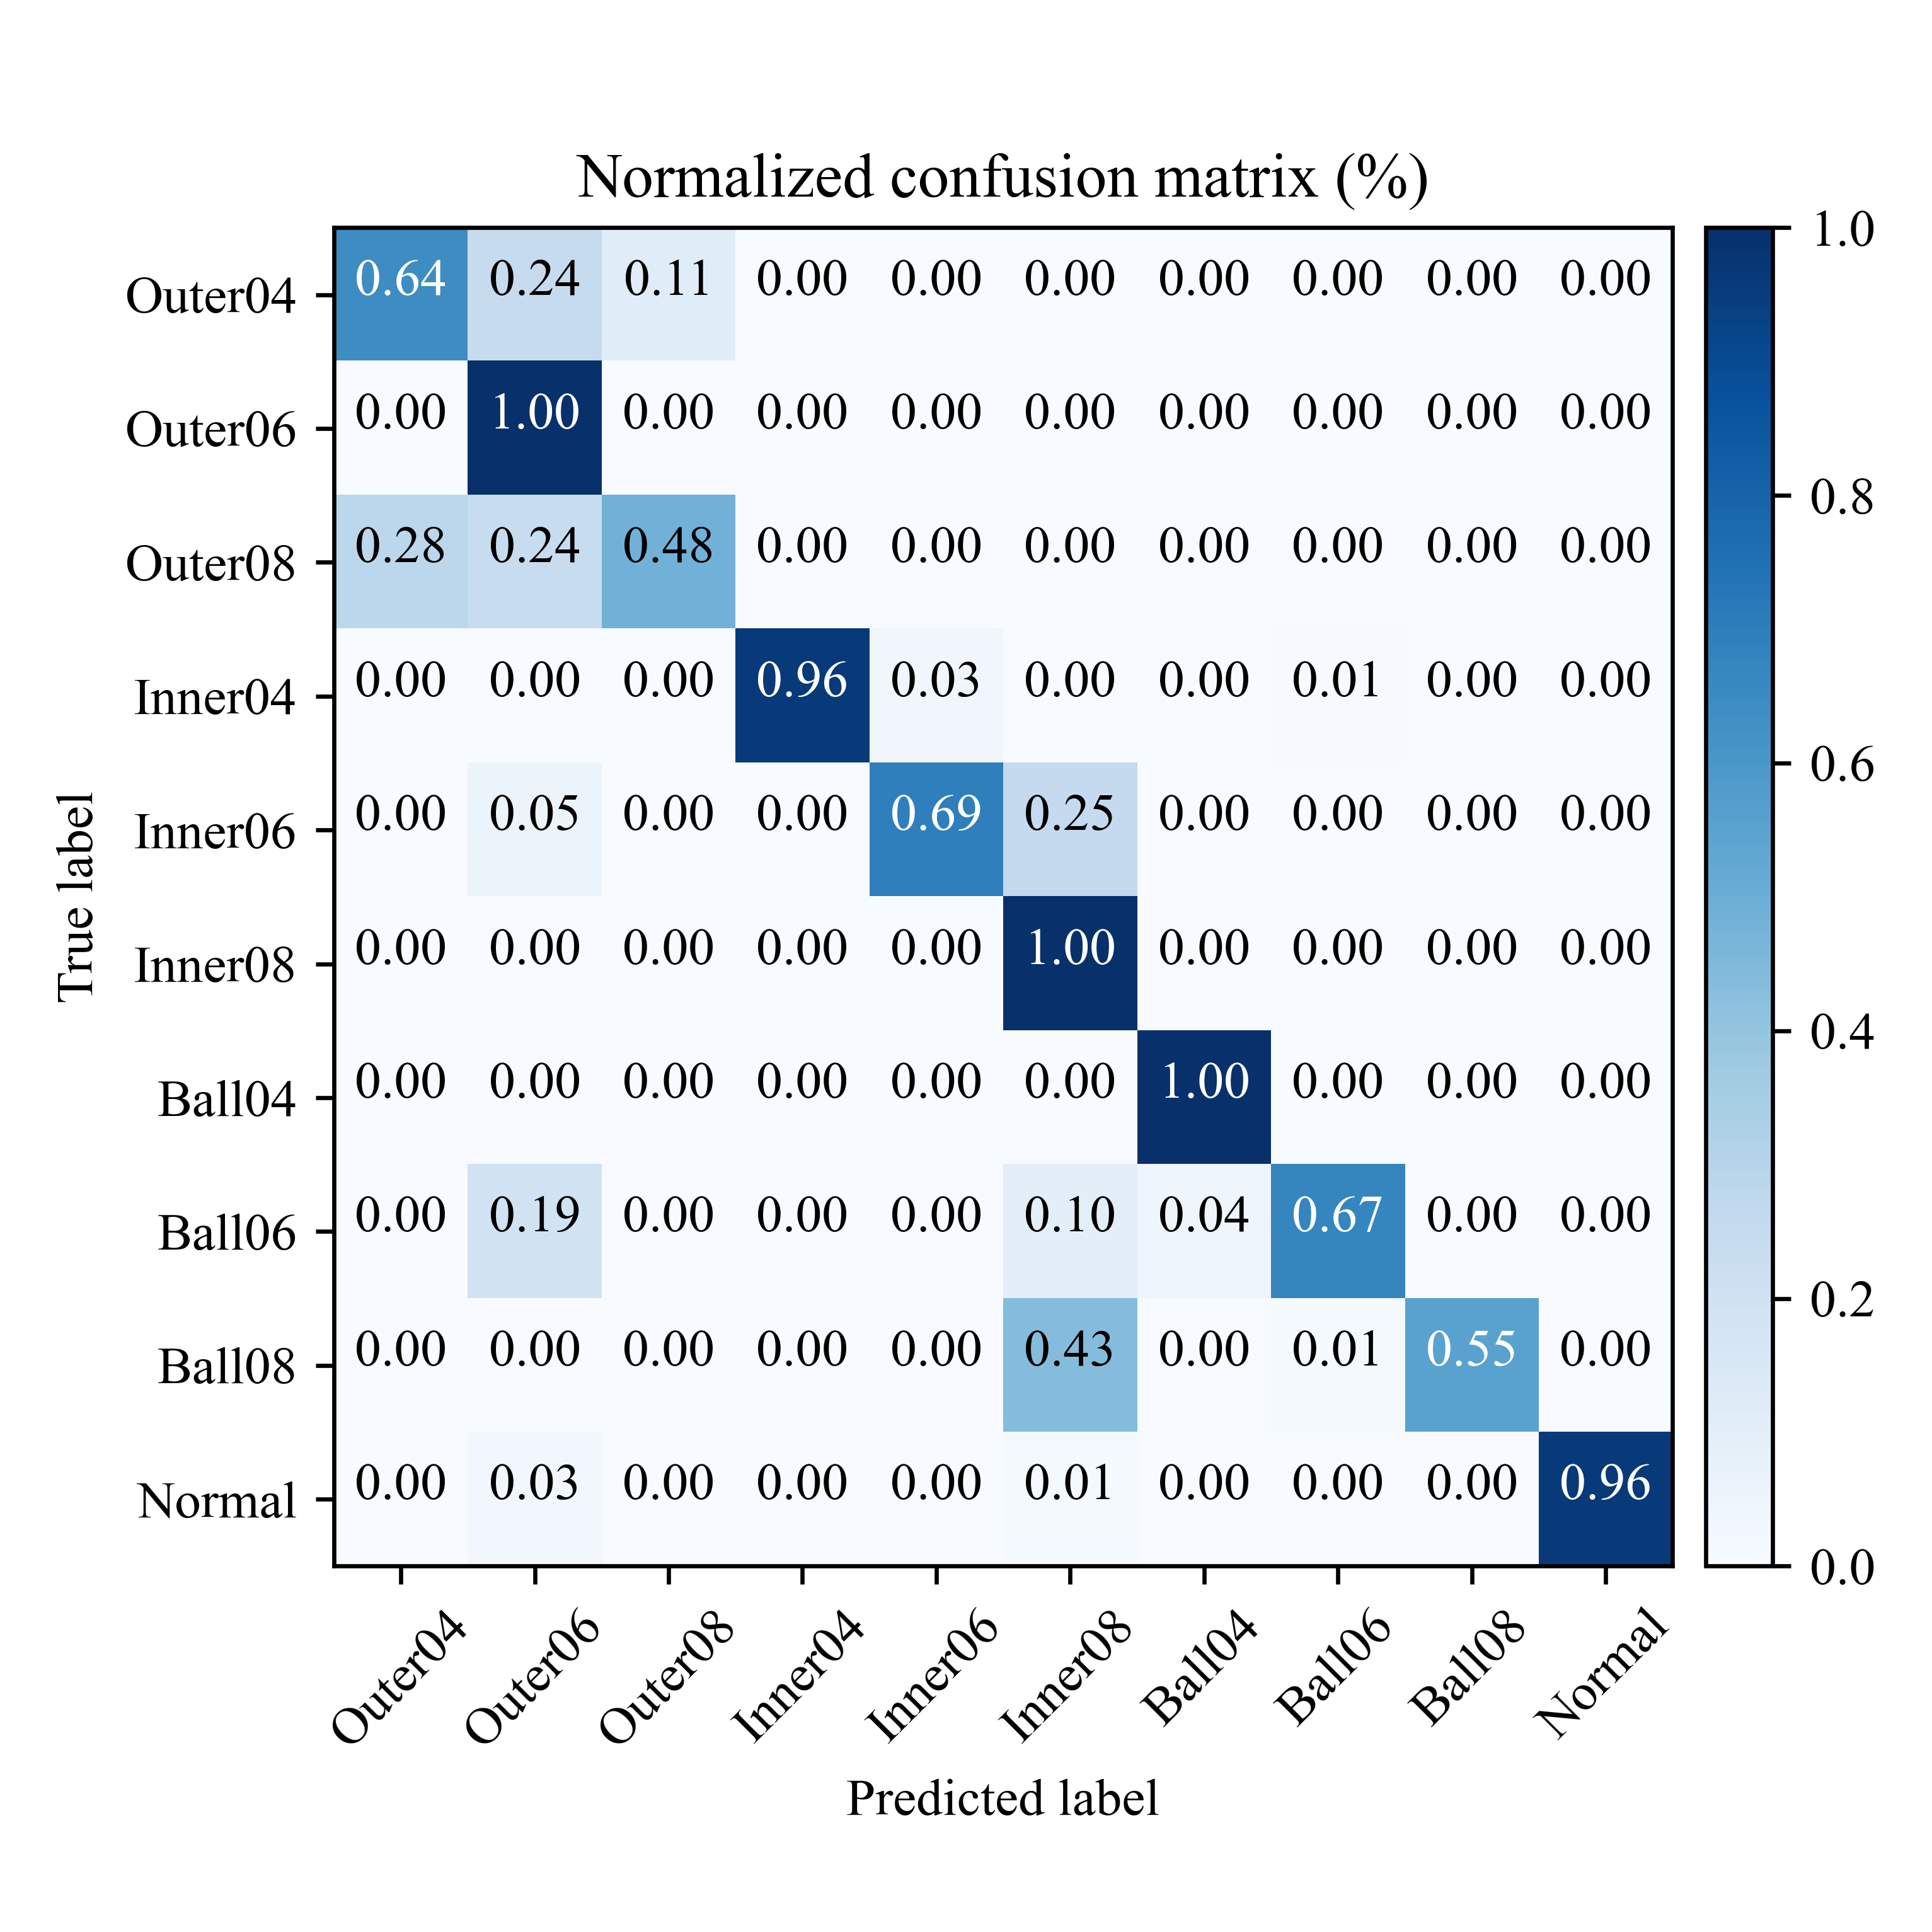 Normalized confusion matrix (%)
Outer04 0.64 0.24 0.11 0.00 0.00 0.00 0.00 0.00 0.00 0.00
Outer06 0.00 1.00 0.00 0.00 0.00 0.00 0.00 0.00 0.00 0.00
Outer08 0.28 0.24 0.48 0.00 0.00 0.00 0.00 0.00 0.00 0.00
Inner04 0.00 0.00 0.00 0.96 0.03 0.00 0.00 0.01 0.00 0.00
Inner06 0.00 0.05 0.00 0.00 0.69 0.25 0.00 0.00 0.00 0.00
Inner08 0.00 0.00 0.00 0.00 0.00 1.00 0.00 0.00 0.00 0.00
Ball04 0.00 0.00 0.00 0.00 0.00 0.00 1.00 0.00 0.00 0.00
Ball06 0.00 0.19 0.00 0.00 0.00 0.10 0.04 0.67 0.00 0.00
Ball08 0.00 0.00 0.00 0.00 0.00 0.43 0.00 0.01 0.55 0.00
Normal 0.00 0.03 0.00 0.00 0.00 0.01 0.00 0.00 0.00 0.96
Outer04 Outer06 Outer08 Inner04 Inner06 Inner08 Ball04 Ball06 Ball08 Normal
Predicted label
True label
1.0
0.8
0.6
0.4
0.2
0.0